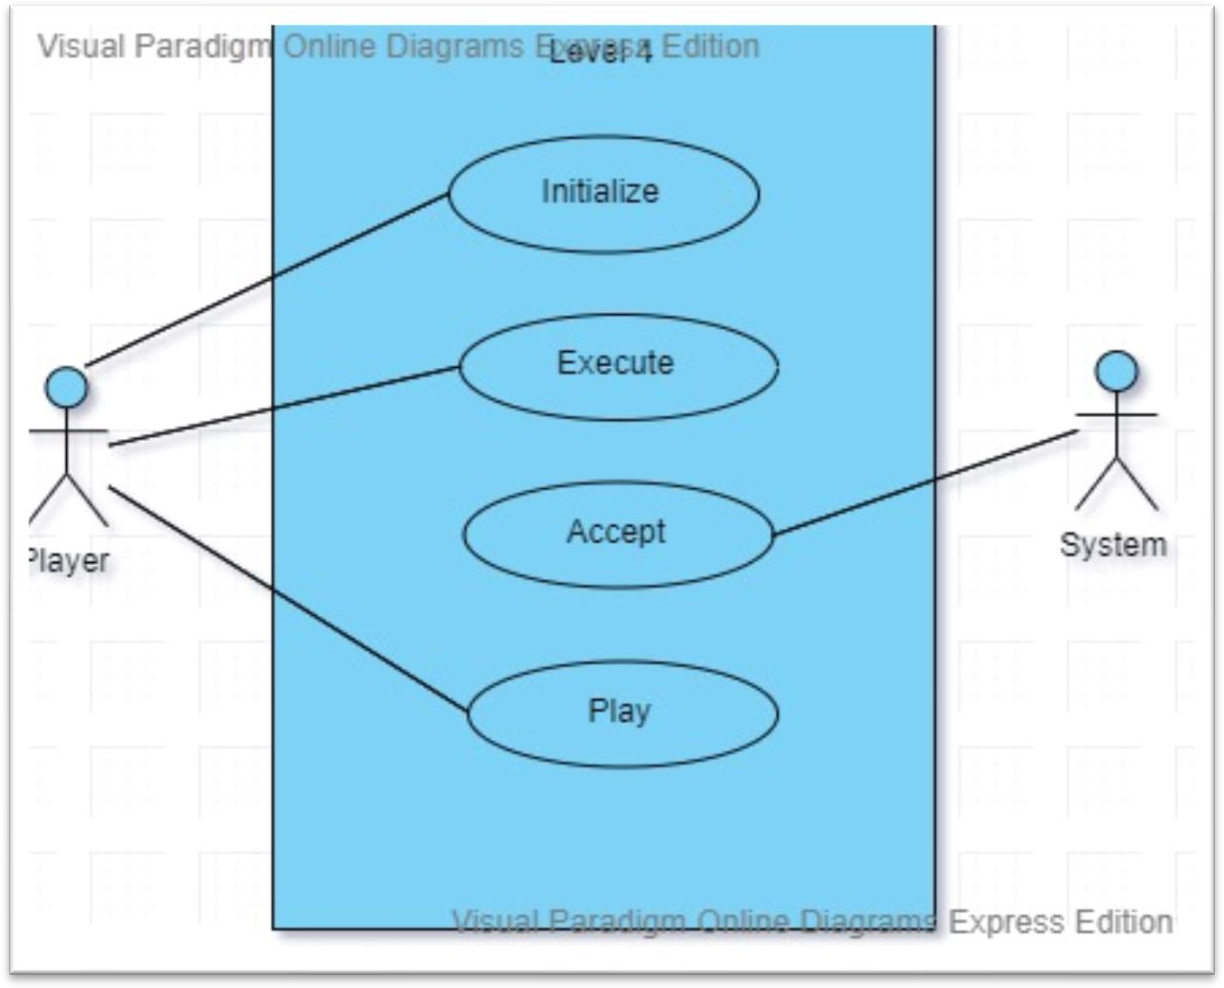 Visual Paradigm Online Diagrams Express Edition
Level 4
Initialize
Execute
Accept
Play
Player
System
Visual Paradigm Online Diagrams Express Edition